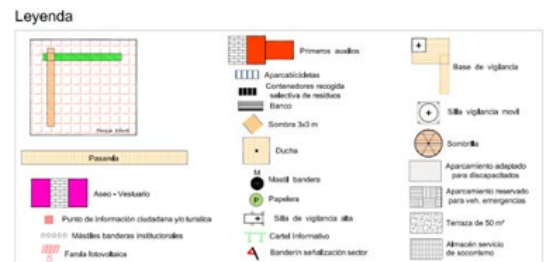 Leyenda
Parque Infantil
Pasarela
Aseo - Vestuario
Punto de información ciudadana y/o turística
Mástiles banderas institucionales
Farola fotovoltaica
Primeros auxilios
Aparcabicicletas
Contenedores recogida
selectiva de residuos
Banco
Sombra 3x3 m
Ducha
M
Mastil bandera
P
Papelera
Silla de vigilancia alta
Cartel Informativo
Banderín señalización sector
Base de vigilancia
Silla vigilancia movil
Sombrilla
Aparcamiento adaptado
para discapacitados
Aparcamiento reservado
para veh. emergencias
Terraza de 50 m²
Almacén servicio
de socorrismo